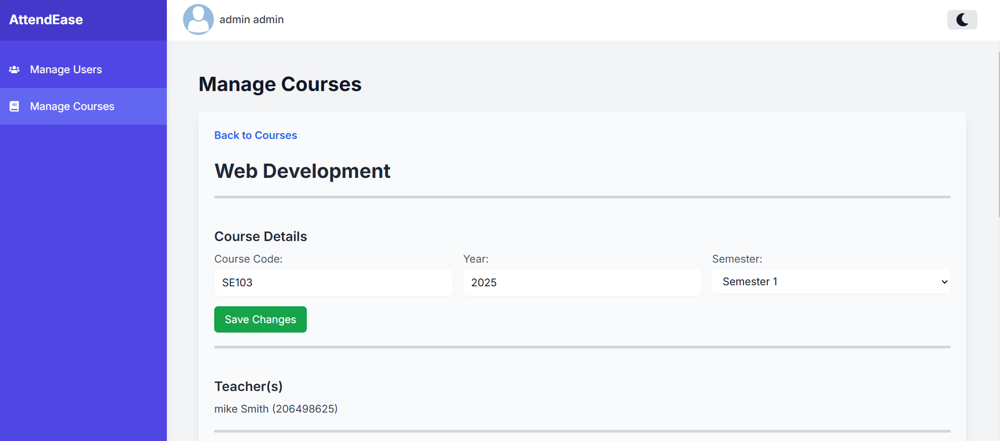 AttendEase
admin admin
Manage Users
Manage Courses
Manage Courses
Back to Courses
Web Development
Course Details
Course Code: Year: Semester:
SE103 2025 Semester 1
Save Changes
Teacher(s)
mike Smith (206498625)